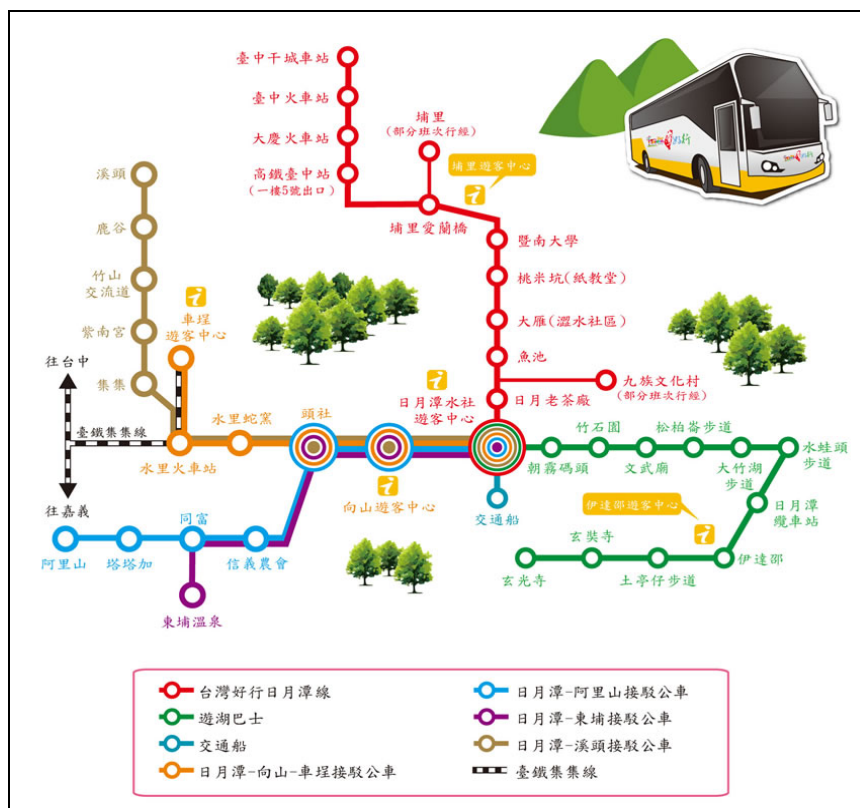 臺中干城車站
臺中火車站
大慶火車站
高鐵臺中站
(一樓5號出口)
埔里
(部分班次行經)
埔里遊客中心
埔里愛蘭橋
暨南大學
桃米坑(紙教堂)
大雁(澀水社區)
魚池
九族文化村
(部分班次行經)
日月老茶廠
溪頭
鹿谷
竹山
交流道
紫南宮
集集
車埕
遊客中心
往台中
臺鐵集集線
往嘉義
水里火車站
水里蛇窯
頭社
向山遊客中心
日月潭水社
遊客中心
交通船
朝霧碼頭
竹石園
文武廟
松柏崙步道
大竹湖
步道
水蛙頭
步道
日月潭
纜車站
伊達邵遊客中心
伊達邵
土亭仔步道
玄奘寺
玄光寺
阿里山
塔塔加
同富
信義農會
東埔溫泉
台灣好行日月潭線
遊湖巴士
交通船
日月潭-向山-車埕接駁公車
日月潭-阿里山接駁公車
日月潭-東埔接駁公車
日月潭-溪頭接駁公車
臺鐵集集線